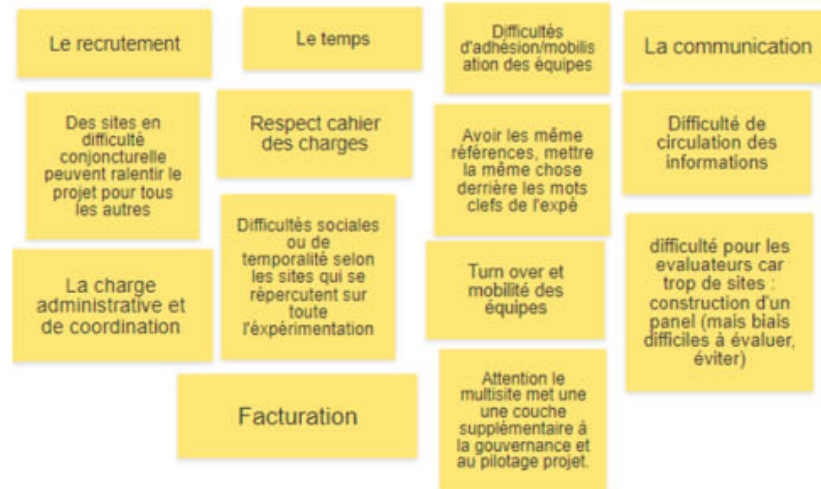 Le recrutement
Le temps
Difficultés
d'adhésion/mobilis
ation des équipes
La communication
Des sites en
difficulté
conjoncturelle
peuvent ralentir le
projet pour tous
les autres
Respect cahier
des charges
Avoir les même
références, mettre
la même chose
derrière les mots
clefs de l'expé
Difficulté de
circulation des
informations
La charge
administrative et
de coordination
Difficultés sociales
ou de
temporalité selon
les sites qui se
répercutent sur
toute
l'éxpérimentation
Turn over et
mobilité des
équipes
difficulté pour les
evaluateurs car
trop de sites :
construction d'un
panel (mais biais
difficiles à évaluer,
éviter)
Facturation
Attention le
multisite met une
une couche
supplémentaire à
la gouvernance et
au pilotage projet.